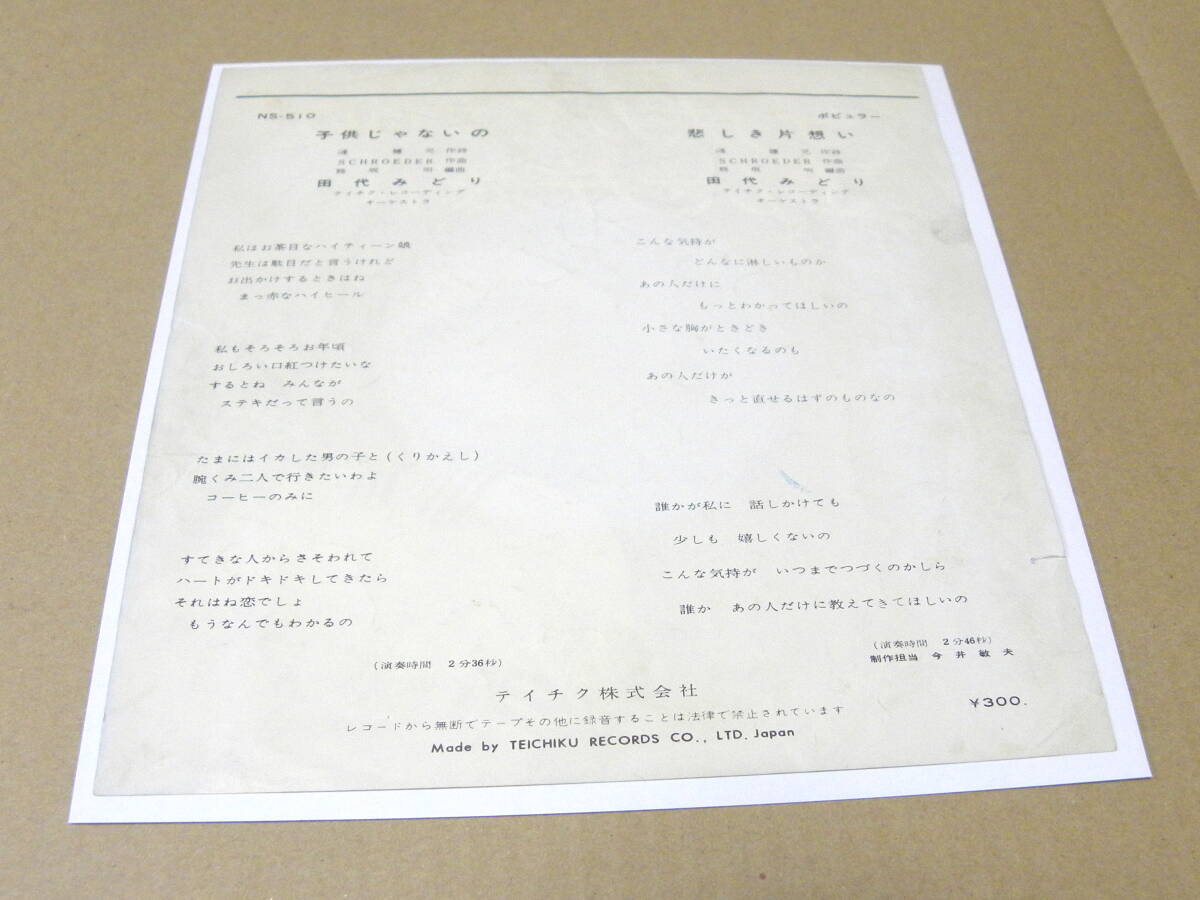 NS-510
ポピュラー
子供じゃないの
漣 健児 作詩
SCHROEDER 作曲
編曲
田代みどり
テイチク・レコーディング
オーケストラ
私はお茶目なハイティーン娘
先生は駄目だと言うけれど
お出かけするときはね
まっ赤なハイヒール
私もそろそろお年頃
おしろい口紅つけたいな
するとね みんなが
ステキだって言うの
たまにはイカした男の子と(くりかえし)
腕くみ二人で行きたいわよ
コーヒーのみに
すてきな人からさそわれて
ハートがドキドキしてきたら
それはね恋でしょ
もうなんでもわかるの
(演奏時間 2分36秒)
悲しき片想い
漣 健児 作詩
SCHROEDER 作曲
編曲
田代みどり
テイチク・レコーディング
オーケストラ
こんな気持が
どんなに淋しいものか
あの人だけに
もっとわかってほしいの
小さな胸がときどき
いたくなるのも
あの人だけが
きっと直せるはずのものなの
誰かが私に 話しかけても
少しも 嬉しくないの
こんな気持が いつまでつづくのかしら
誰か あの人だけに教えてきてほしいの
(演奏時間 2分46秒)
制作担当 今井敏夫
テイチク株式会社
¥300.
レコードから無断でテープその他に録音することは法律で禁止されています
Made by TEICHIKU RECORDS CO., LTD. Japan